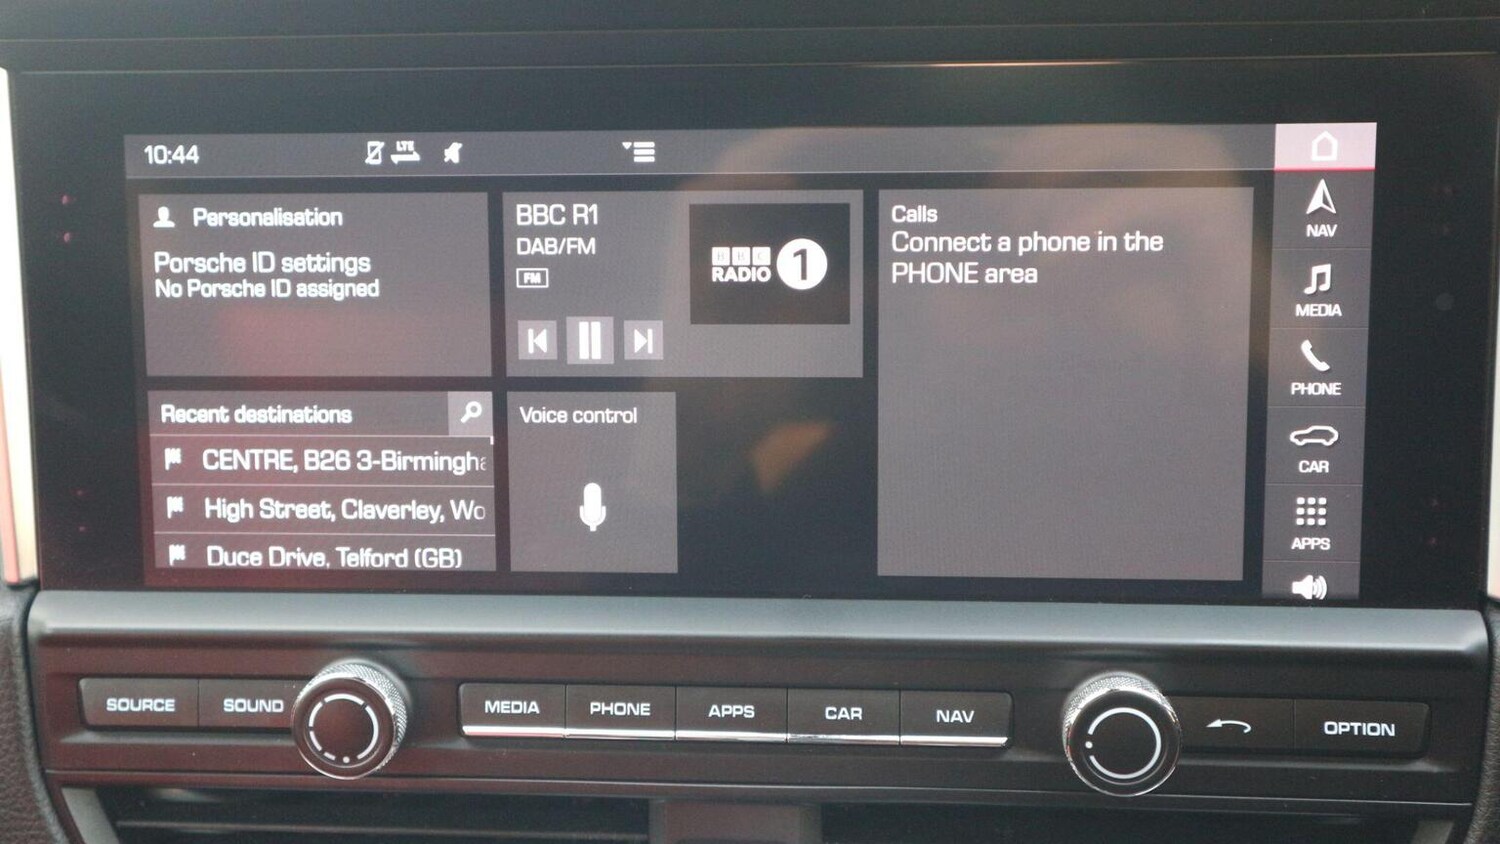 10:44
LTE
Personalisation
Porsche ID settings
No Porsche ID assigned
BBC R1
DAB/FM
FM
BBC
RADIO 1
Calls
Connect a phone in the
PHONE area
NAV
MEDIA
PHONE
CAR
APPS
Recent destinations
CENTRE, B26 3-Birmingha
High Street, Claverley, Wo
Duce Drive, Telford (GB)
Voice control
SOURCE
SOUND
MEDIA
PHONE
APPS
CAR
NAV
OPTION